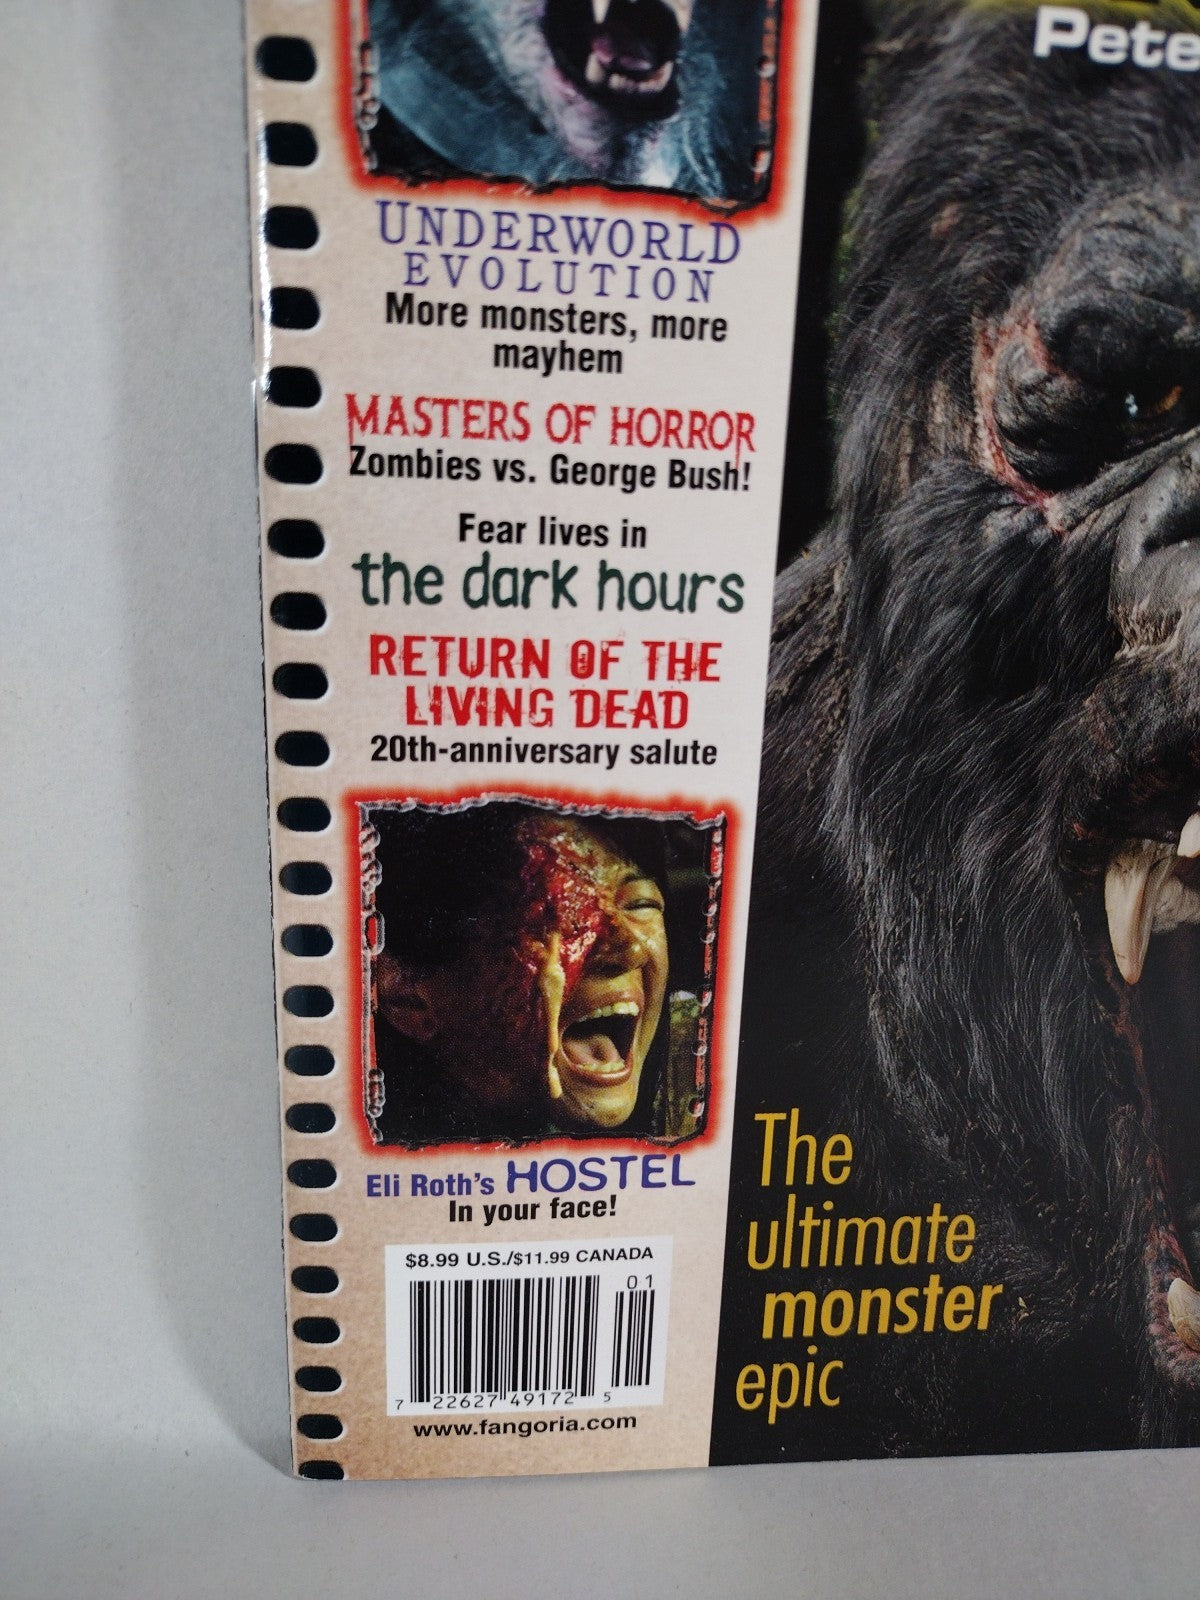 Pete
UNDERWORLD
EVOLUTION
More monsters, more
mayhem
MASTERS OF HORROR
Zombies vs. George Bush!
Fear lives in
the dark hours
RETURN OF THE
LIVING DEAD
20th-anniversary salute
Eli Roth's HOSTEL
In your face!
$8.99 U.S./$11.99 CANADA
01
7 22627 49172 5
www.fangoria.com
The
ultimate
monster
epic